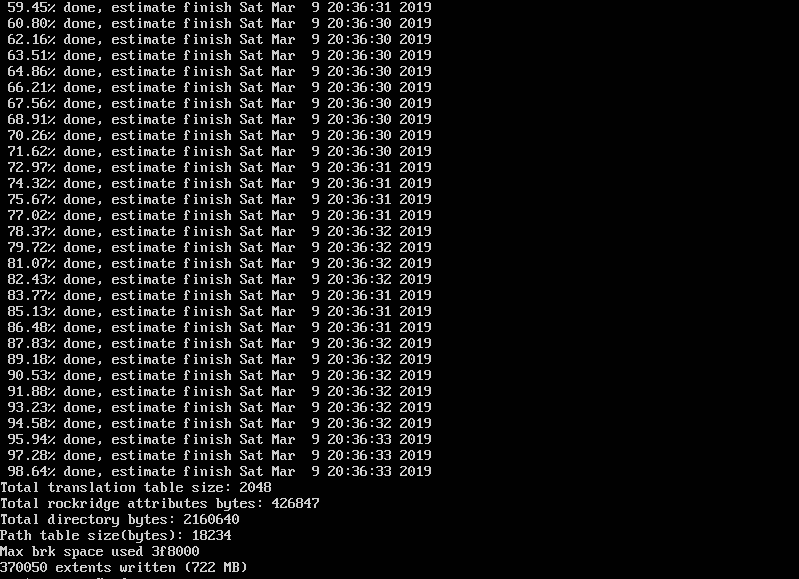 59.45% done, estimate finish Sat Mar  9 20:36:31 2019
60.80% done, estimate finish Sat Mar  9 20:36:30 2019
62.16% done, estimate finish Sat Mar  9 20:36:30 2019
63.51% done, estimate finish Sat Mar  9 20:36:30 2019
64.86% done, estimate finish Sat Mar  9 20:36:30 2019
66.21% done, estimate finish Sat Mar  9 20:36:30 2019
67.56% done, estimate finish Sat Mar  9 20:36:30 2019
68.91% done, estimate finish Sat Mar  9 20:36:30 2019
70.26% done, estimate finish Sat Mar  9 20:36:30 2019
71.62% done, estimate finish Sat Mar  9 20:36:30 2019
72.97% done, estimate finish Sat Mar  9 20:36:31 2019
74.32% done, estimate finish Sat Mar  9 20:36:31 2019
75.67% done, estimate finish Sat Mar  9 20:36:31 2019
77.02% done, estimate finish Sat Mar  9 20:36:31 2019
78.37% done, estimate finish Sat Mar  9 20:36:32 2019
79.72% done, estimate finish Sat Mar  9 20:36:32 2019
81.07% done, estimate finish Sat Mar  9 20:36:32 2019
82.43% done, estimate finish Sat Mar  9 20:36:32 2019
83.77% done, estimate finish Sat Mar  9 20:36:31 2019
85.13% done, estimate finish Sat Mar  9 20:36:31 2019
86.48% done, estimate finish Sat Mar  9 20:36:31 2019
87.83% done, estimate finish Sat Mar  9 20:36:32 2019
89.18% done, estimate finish Sat Mar  9 20:36:32 2019
90.53% done, estimate finish Sat Mar  9 20:36:32 2019
91.88% done, estimate finish Sat Mar  9 20:36:32 2019
93.23% done, estimate finish Sat Mar  9 20:36:32 2019
94.58% done, estimate finish Sat Mar  9 20:36:32 2019
95.94% done, estimate finish Sat Mar  9 20:36:33 2019
97.28% done, estimate finish Sat Mar  9 20:36:33 2019
98.64% done, estimate finish Sat Mar  9 20:36:33 2019
Total translation table size: 2048
Total rockridge attributes bytes: 426847
Total directory bytes: 2160640
Path table size(bytes): 18234
Max brk space used 3f8000
370050 extents written (722 MB)